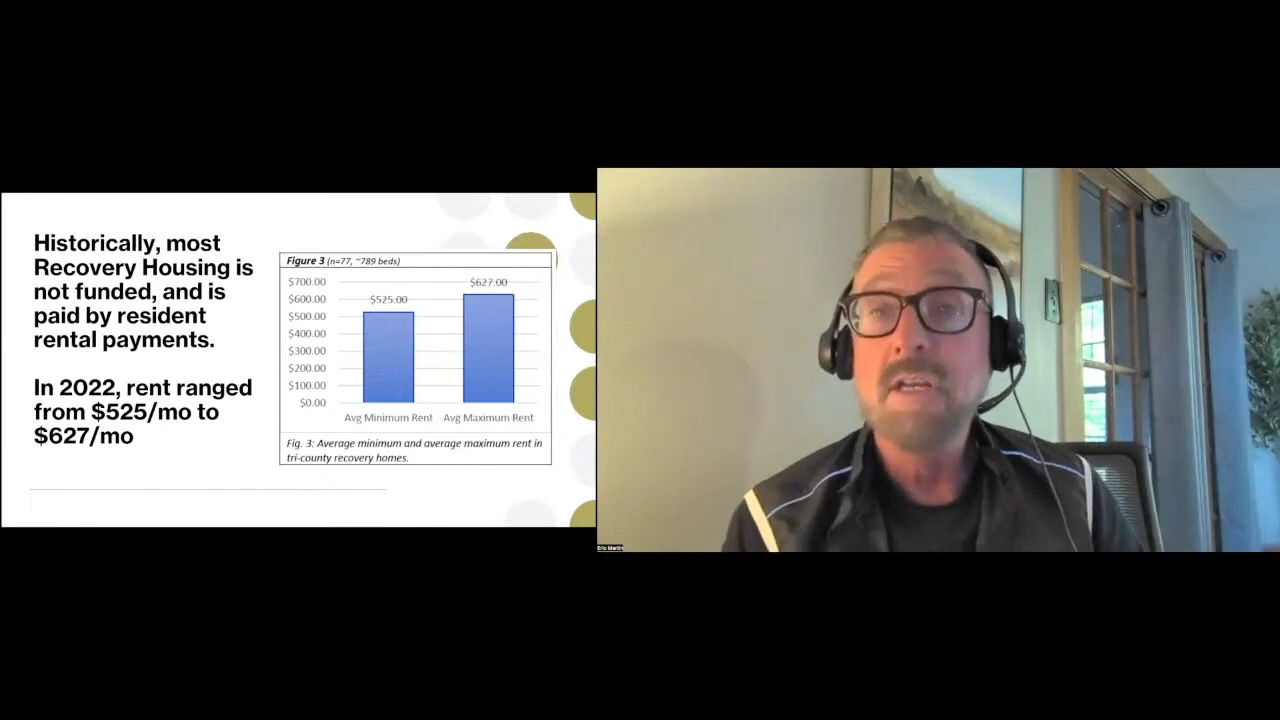 Historically, most
Recovery Housing is
not funded, and is
paid by resident
rental payments.
In 2022, rent ranged
from $525/mo to
$627/mo
Figure 3 (n=77, ~789 beds)
$700.00
$600.00
$500.00
$400.00
$300.00
$200.00
$100.00
$0.00
$525.00
$627.00
Avg Minimum Rent
Avg Maximum Rent
Fig. 3: Average minimum and average maximum rent in
tri-county recovery homes.
Eric Martin